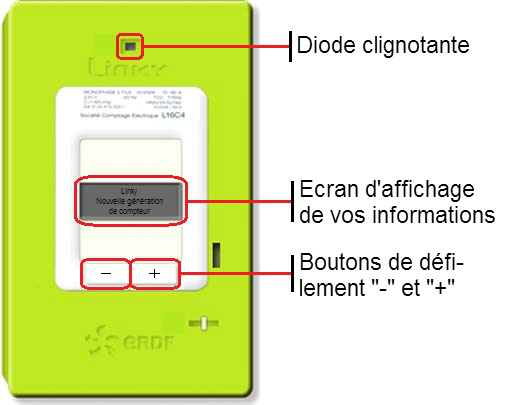 Diode clignotante
Linky
MONOPHASE 2 FILS
Société Comptage Electrique L16C4
Linky
Nouvelle génération
de compteur
Ecran d'affichage
de vos informations
- +
Boutons de défi-
lement "-" et "+"
ERDF